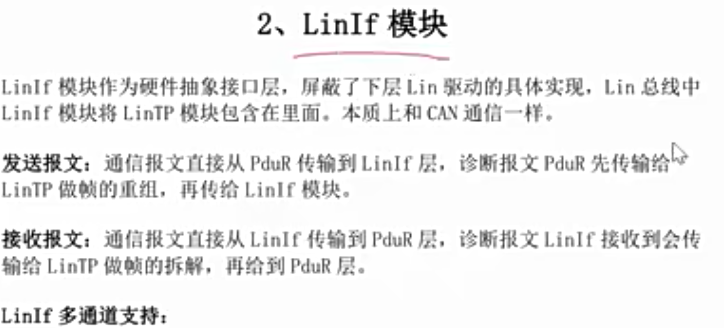 2、LinIf 模块
LinIf 模块作为硬件抽象接口层，屏蔽了下层 Lin 驱动的具体实现，Lin 总线中
LinIf 模块将 LinTP 模块包含在里面。本质上和 CAN 通信一样。
发送报文：通信报文直接从 PduR 传输到 LinIf 层，诊断报文 PduR 先传输给
LinTP 做帧的重组，再传给 LinIf 模块。
接收报文：通信报文直接从 LinIf 传输到 PduR 层，诊断报文 LinIf 接收到会传
输给 LinTP 做帧的拆解，再给到 PduR 层。
LinIf 多通道支持：